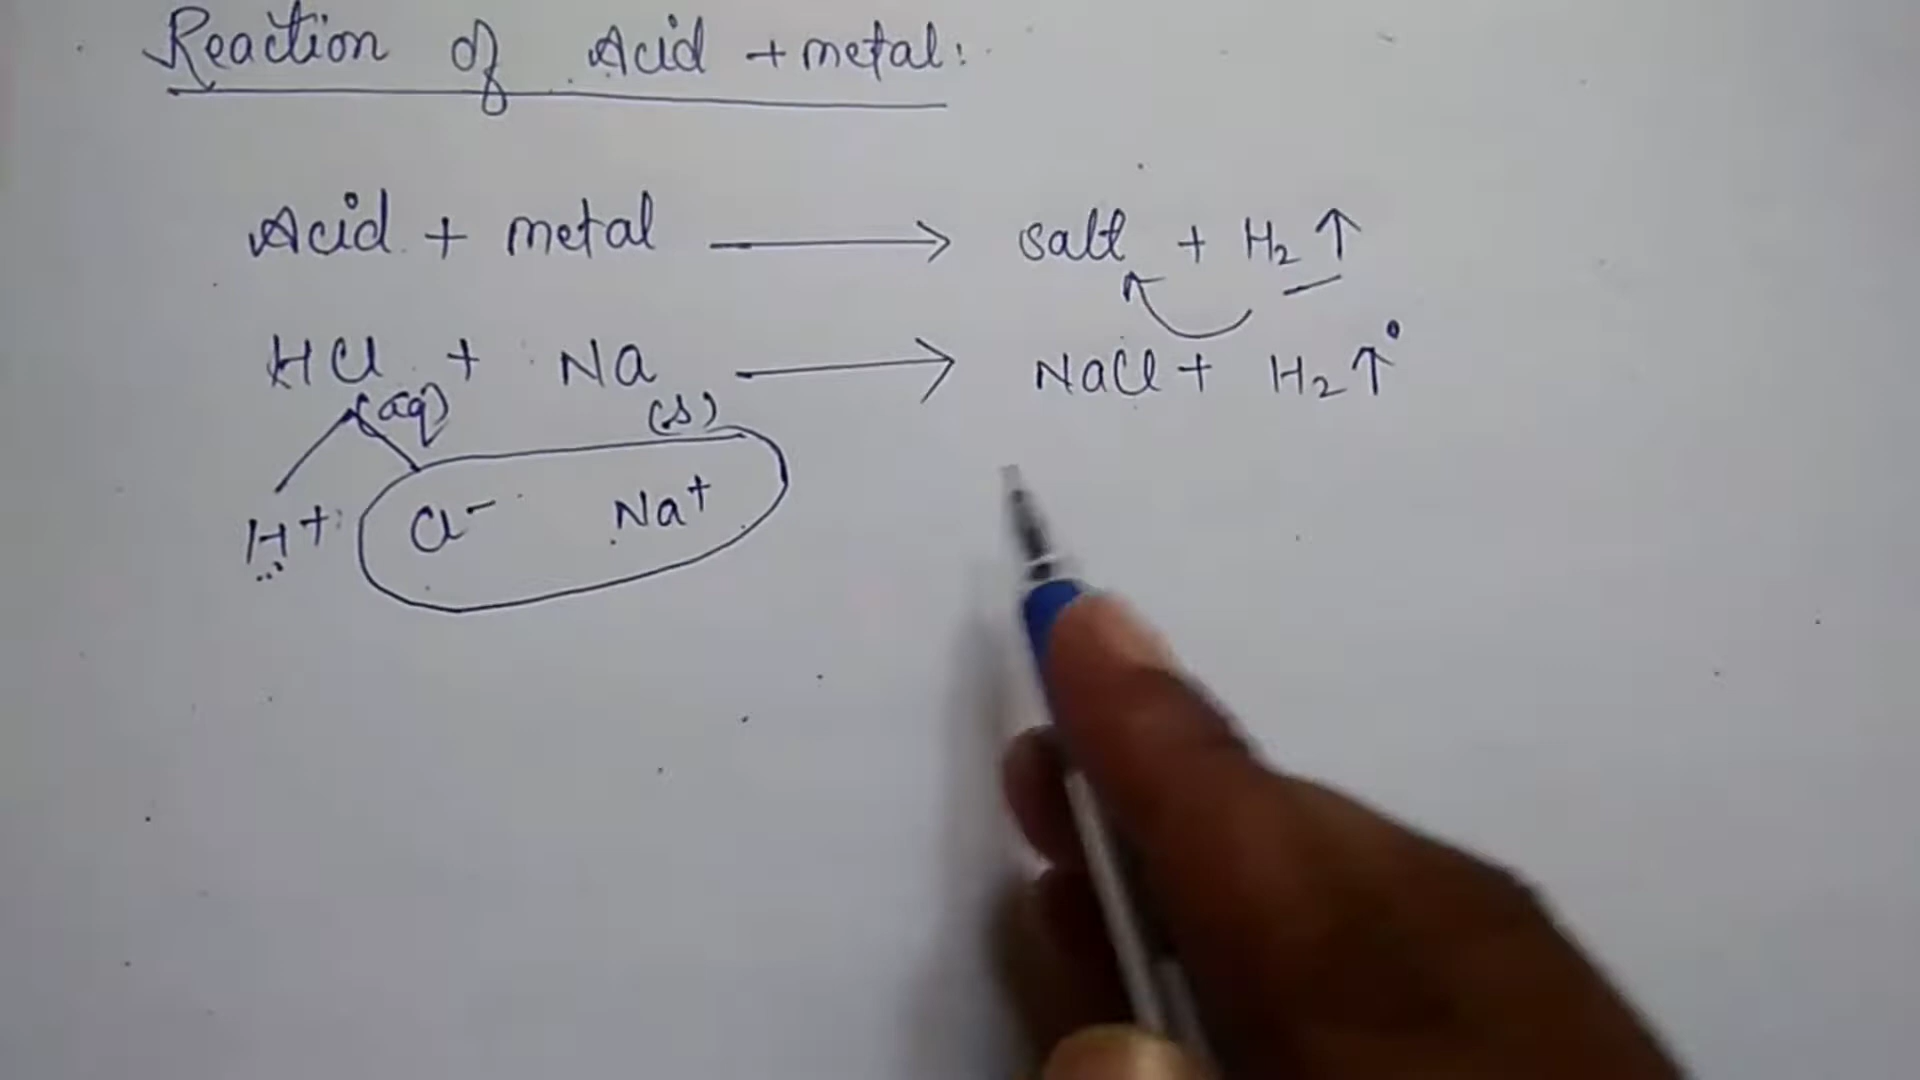 Reaction of Acid + metal:
Acid + metal → salt + H₂ ↑
HCl (aq) + Na (s) → NaCl + H₂ ↑
H⁺ Cl⁻ Na⁺